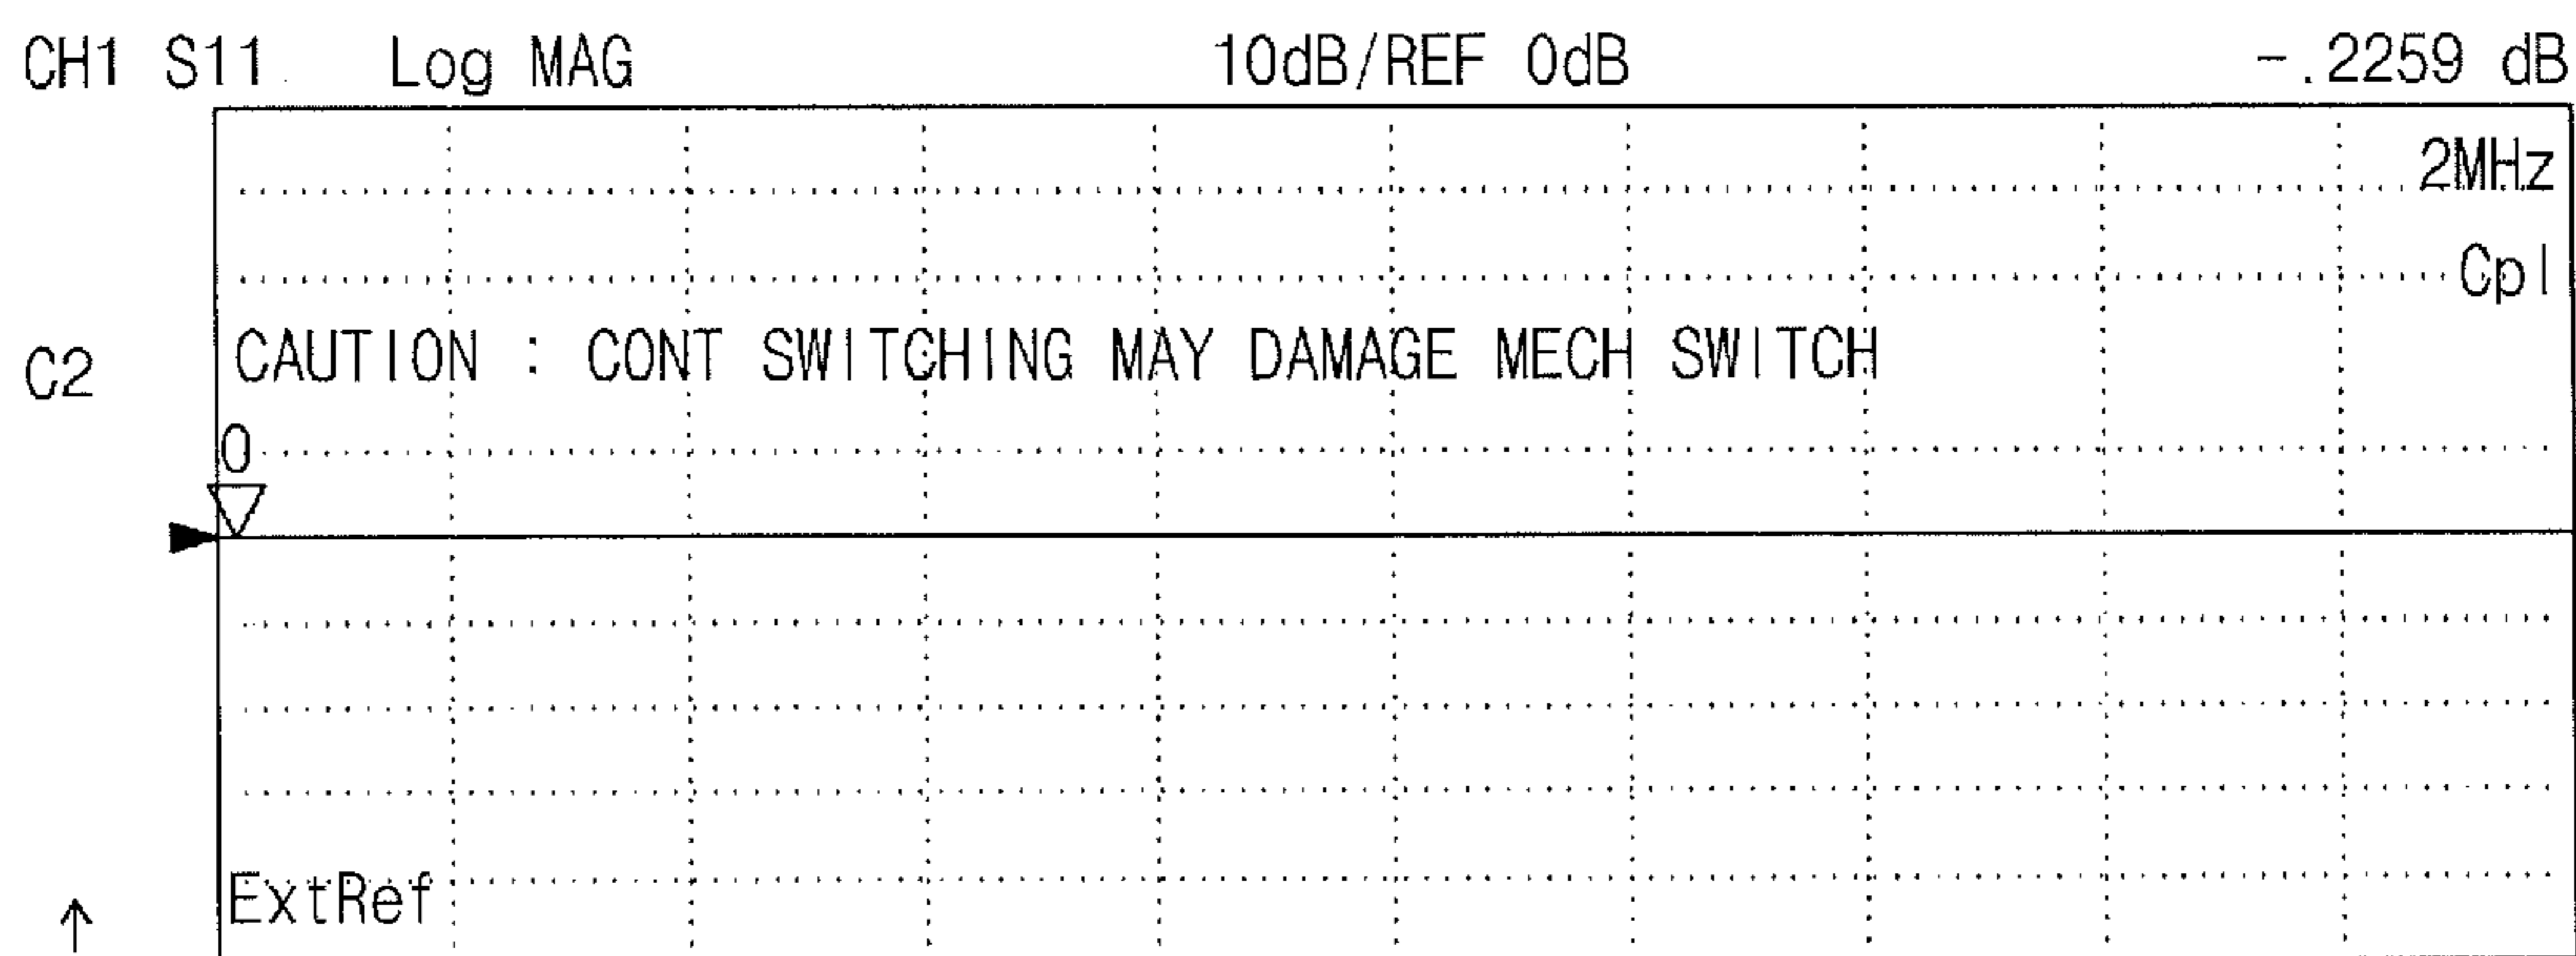 CH1 S11 Log MAG 10dB/REF 0dB -.2259 dB
2MHz
Cpl
C2 CAUTION : CONT SWITCHING MAY DAMAGE MECH SWITCH
0
↑ ExtRef